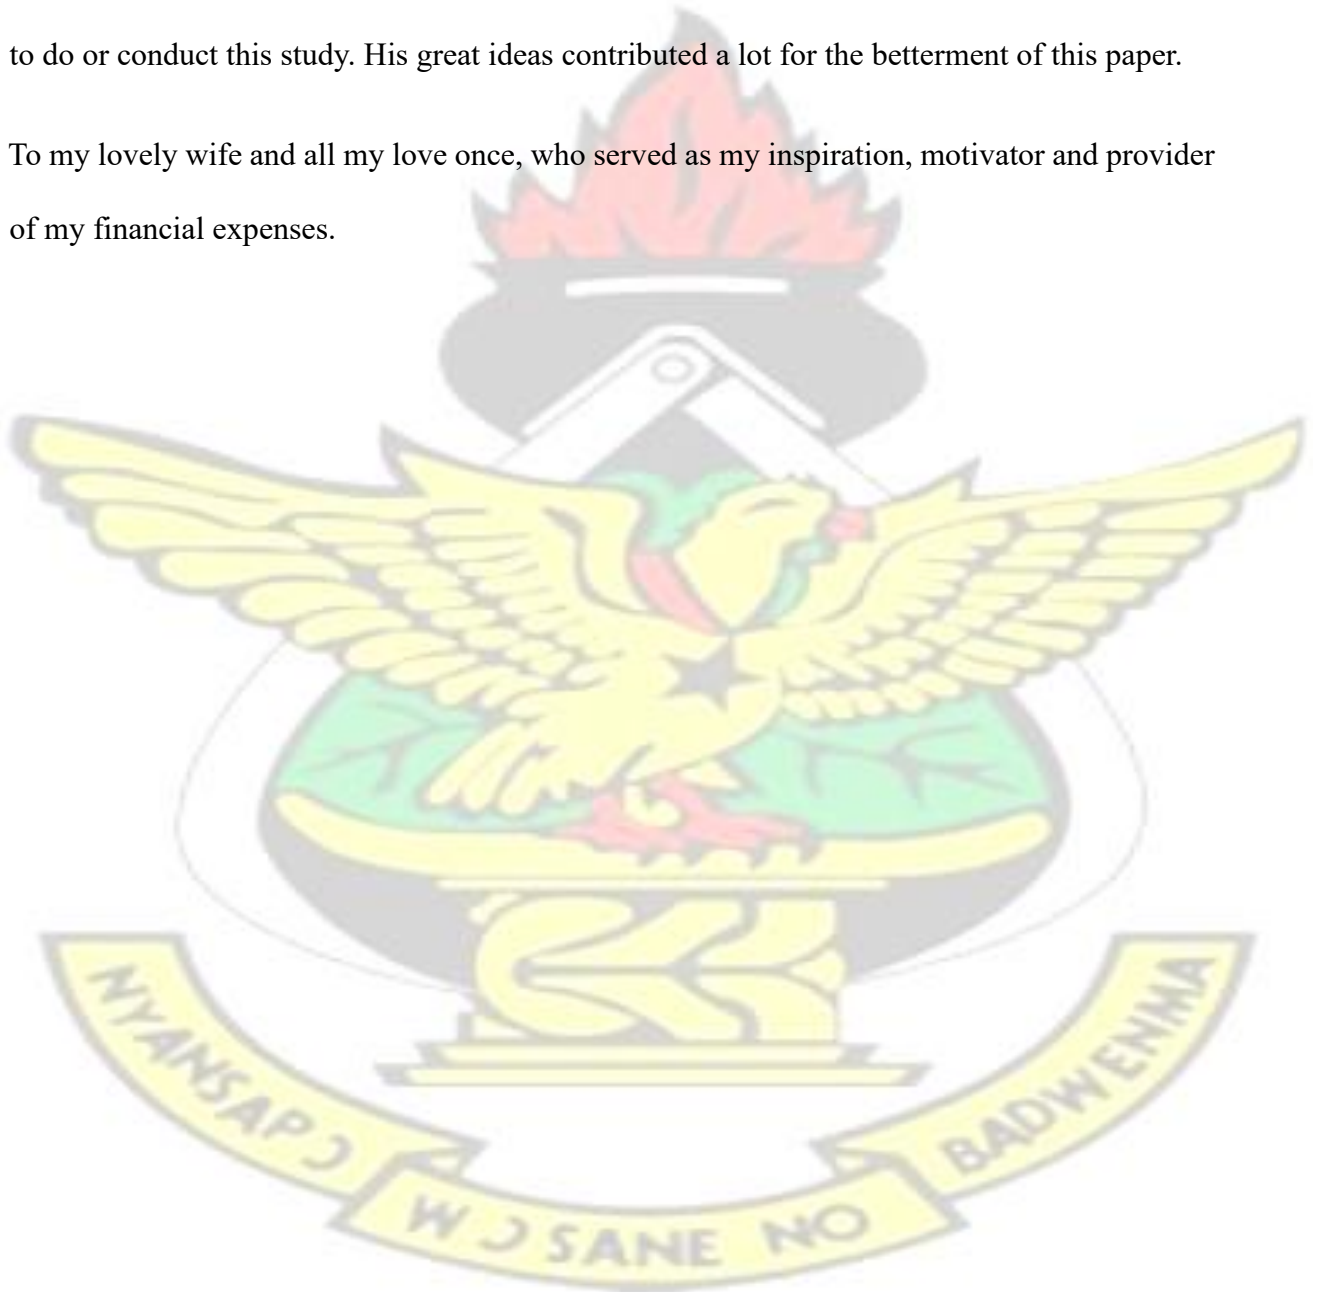 to do or conduct this study. His great ideas contributed a lot for the betterment of this paper.
To my lovely wife and all my love once, who served as my inspiration, motivator and provider
of my financial expenses.
NYANSAPƆ
WƆSANE NO
BADWENMA